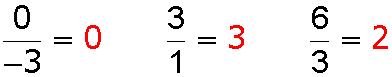 0/−3 = 0   3/1 = 3   6/3 = 2